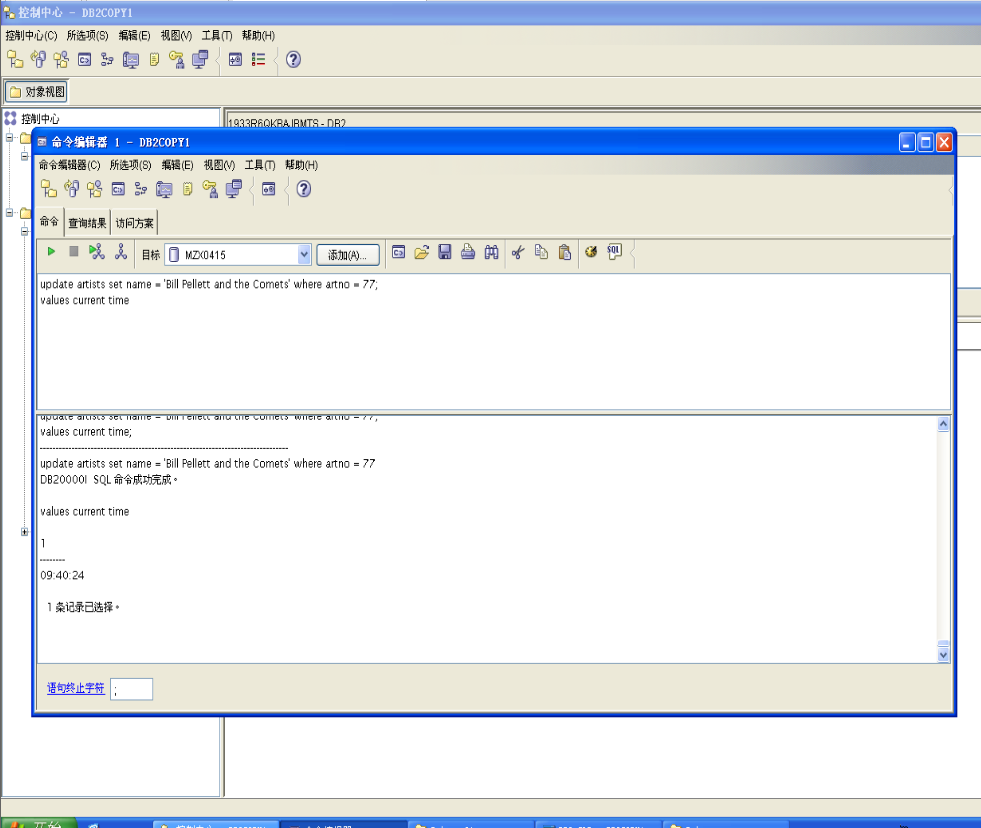 控制中心 - DB2COPY1
控制中心(C) 所选项(S) 编辑(E) 视图(V) 工具(T) 帮助(H)
对象视图
控制中心
1933R6QKBAJBMTS - DB2
命令编辑器 1 - DB2COPY1
命令编辑器(C) 所选项(S) 编辑(E) 视图(V) 工具(T) 帮助(H)
命令 查询结果 访问方案
目标 MZX0415 添加(A)... SQL
update artists set name = 'Bill Pellett and the Comets' where artno = 77;
values current time
update artists set name = 'Bill Pellett and the Comets' where artno = 77;
values current time;
------------------------------------------------------------------------------
update artists set name = 'Bill Pellett and the Comets' where artno = 77
DB20000I  SQL 命令成功完成。
values current time
1
--------
09:40:24
1 条记录已选择。
语句终止字符 ;
开始